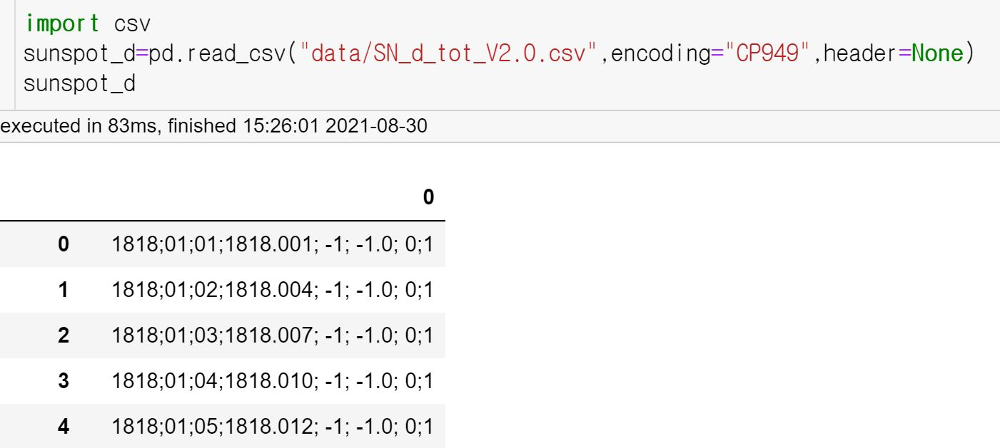 import csv
sunspot_d=pd.read_csv("data/SN_d_tot_V2.0.csv",encoding="CP949",header=None)
sunspot_d
executed in 83ms, finished 15:26:01 2021-08-30
0
0 1818;01;01;1818.001; -1; -1.0; 0;1
1 1818;01;02;1818.004; -1; -1.0; 0;1
2 1818;01;03;1818.007; -1; -1.0; 0;1
3 1818;01;04;1818.010; -1; -1.0; 0;1
4 1818;01;05;1818.012; -1; -1.0; 0;1